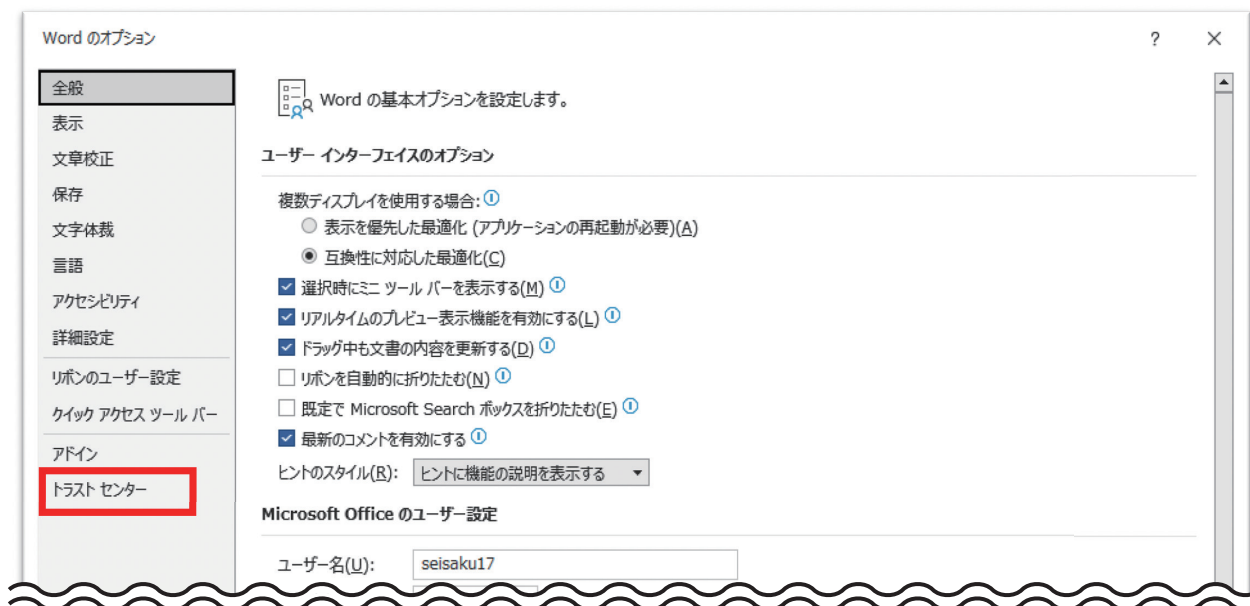 Word のオプション
?
全般
表示
文章校正
保存
文字体裁
言語
アクセシビリティ
詳細設定
リボンのユーザー設定
クイック アクセス ツール バー
アドイン
トラスト センター
Word の基本オプションを設定します。
ユーザー インターフェイスのオプション
複数ディスプレイを使用する場合:
表示を優先した最適化 (アプリケーションの再起動が必要)(A)
互換性に対応した最適化(C)
選択時にミニ ツール バーを表示する(M)
リアルタイムのプレビュー表示機能を有効にする(L)
ドラッグ中も文書の内容を更新する(D)
リボンを自動的に折りたたむ(N)
既定で Microsoft Search ボックスを折りたたむ(E)
最新のコメントを有効にする
ヒントのスタイル(R): ヒントに機能の説明を表示する
Microsoft Office のユーザー設定
ユーザー名(U): seisaku17